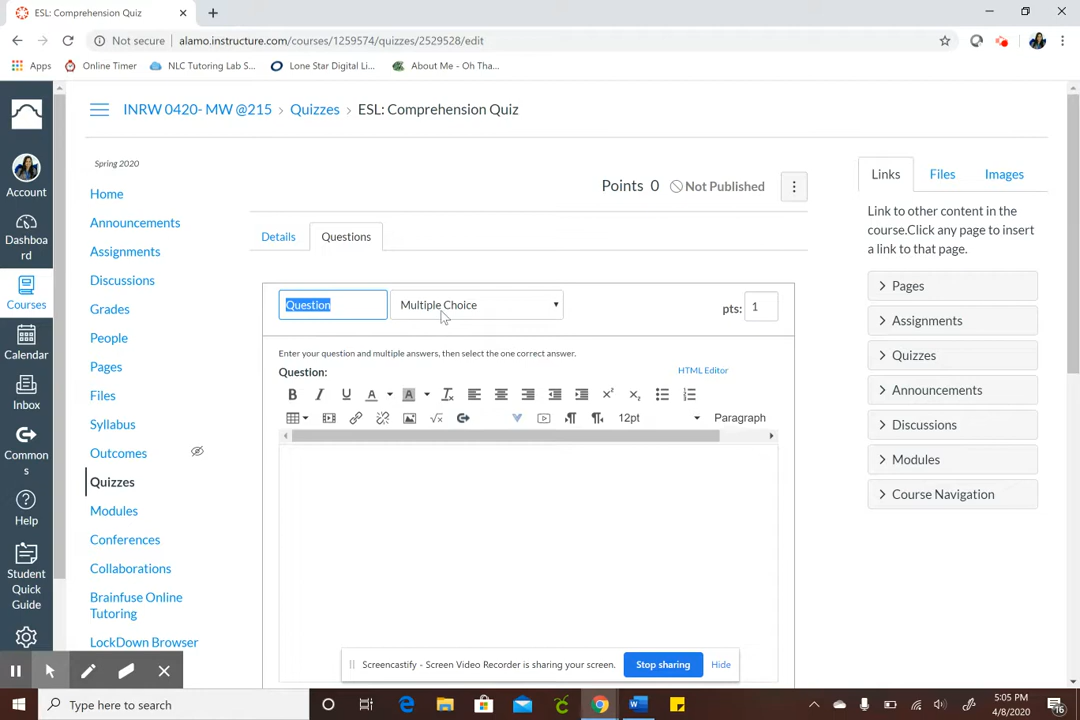 ESL: Comprehension Quiz
Not secure | alamo.instructure.com/courses/1259574/quizzes/2529528/edit
Apps Online Timer NLC Tutoring Lab S... Lone Star Digital Li... About Me - Oh Tha...
INRW 0420- MW @215 > Quizzes > ESL: Comprehension Quiz
Account
Dashboa
rd
Courses
Calendar
Inbox
Common
s
Help
Student
Quick
Guide
Spring 2020
Home
Announcements
Assignments
Discussions
Grades
People
Pages
Files
Syllabus
Outcomes
Quizzes
Modules
Conferences
Collaborations
Brainfuse Online
Tutoring
LockDown Browser
Points 0 Not Published
Details Questions
Question Multiple Choice pts: 1
Enter your question and multiple answers, then select the one correct answer.
Question: HTML Editor
12pt Paragraph
Links Files Images
Link to other content in the
course.Click any page to insert
a link to that page.
Pages
Assignments
Quizzes
Announcements
Discussions
Modules
Course Navigation
Screencastify - Screen Video Recorder is sharing your screen. Stop sharing Hide
Type here to search
5:05 PM
4/8/2020
16